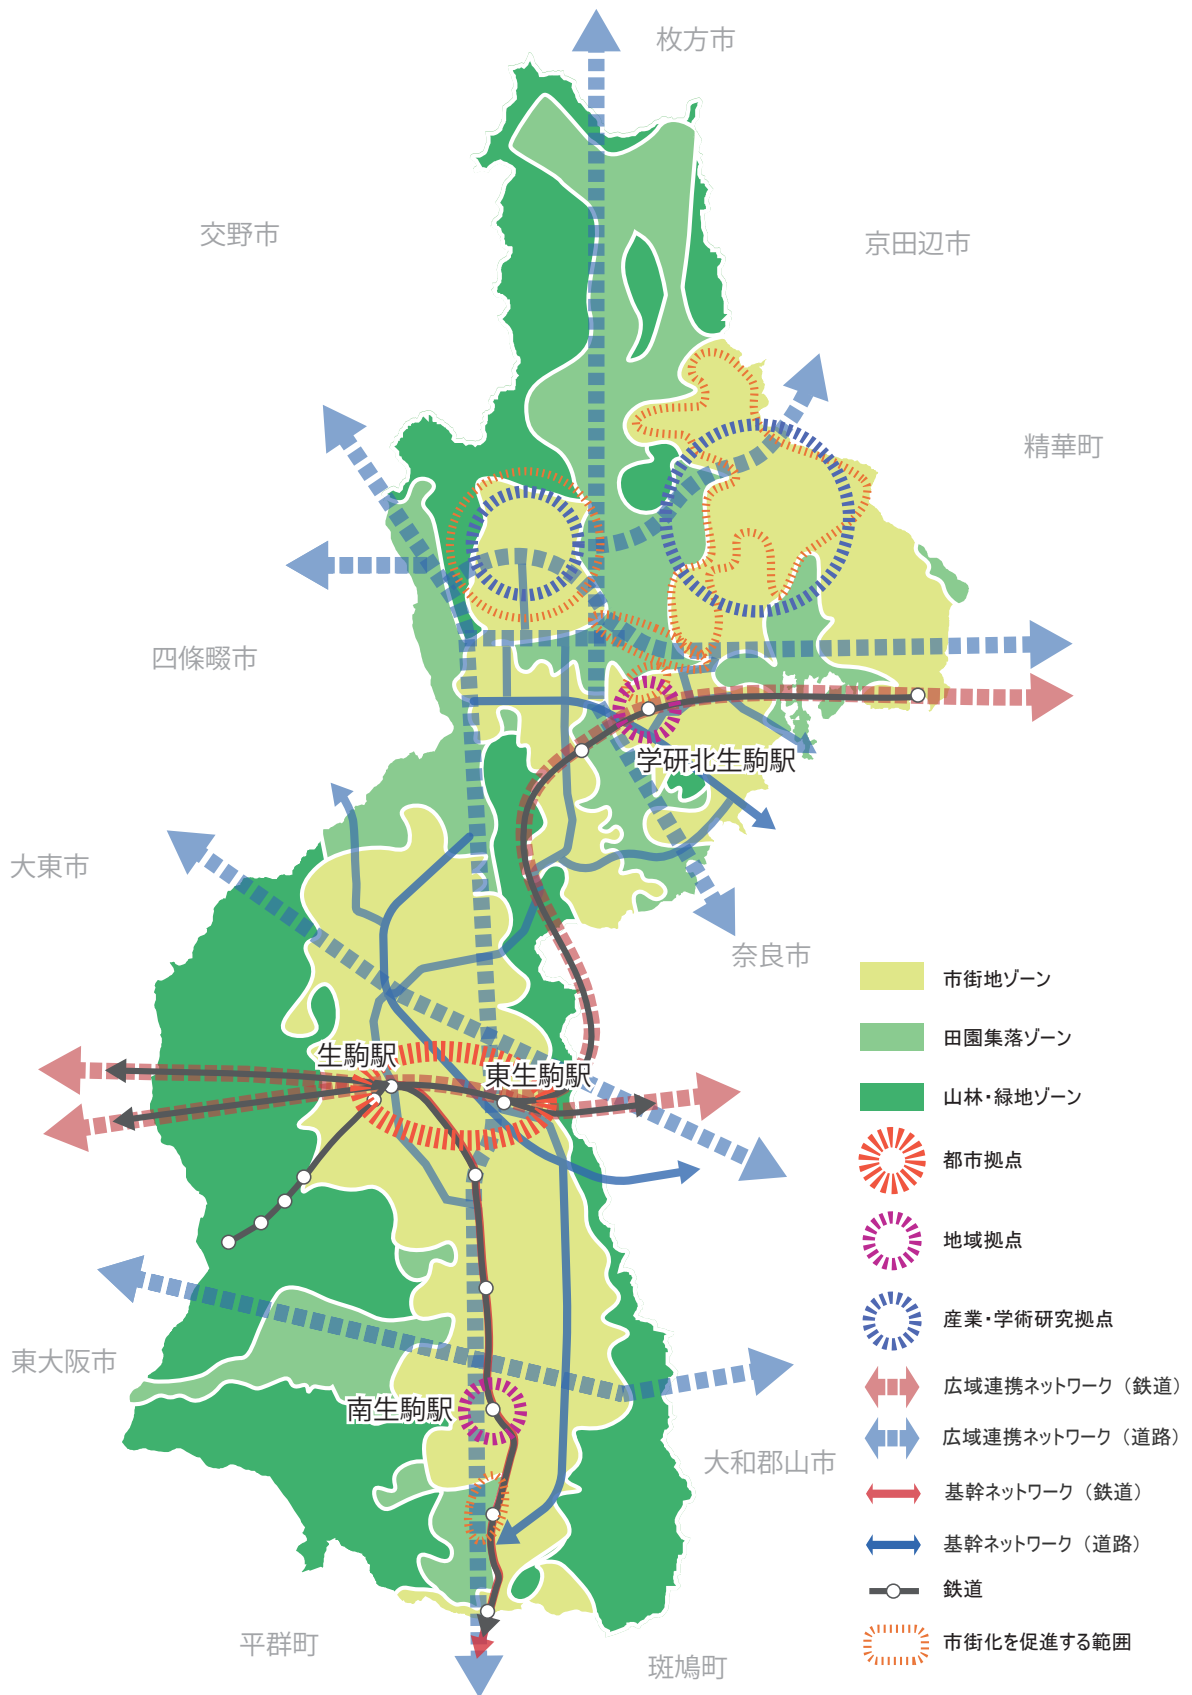 枚方市
交野市
京田辺市
精華町
四條畷市
学研北生駒駅
大東市
奈良市
生駒駅
東生駒駅
東大阪市
南生駒駅
大和郡山市
平群町
斑鳩町
市街地ゾーン
田園集落ゾーン
山林・緑地ゾーン
都市拠点
地域拠点
産業・学術研究拠点
広域連携ネットワーク（鉄道）
広域連携ネットワーク（道路）
基幹ネットワーク（鉄道）
基幹ネットワーク（道路）
鉄道
市街化を促進する範囲